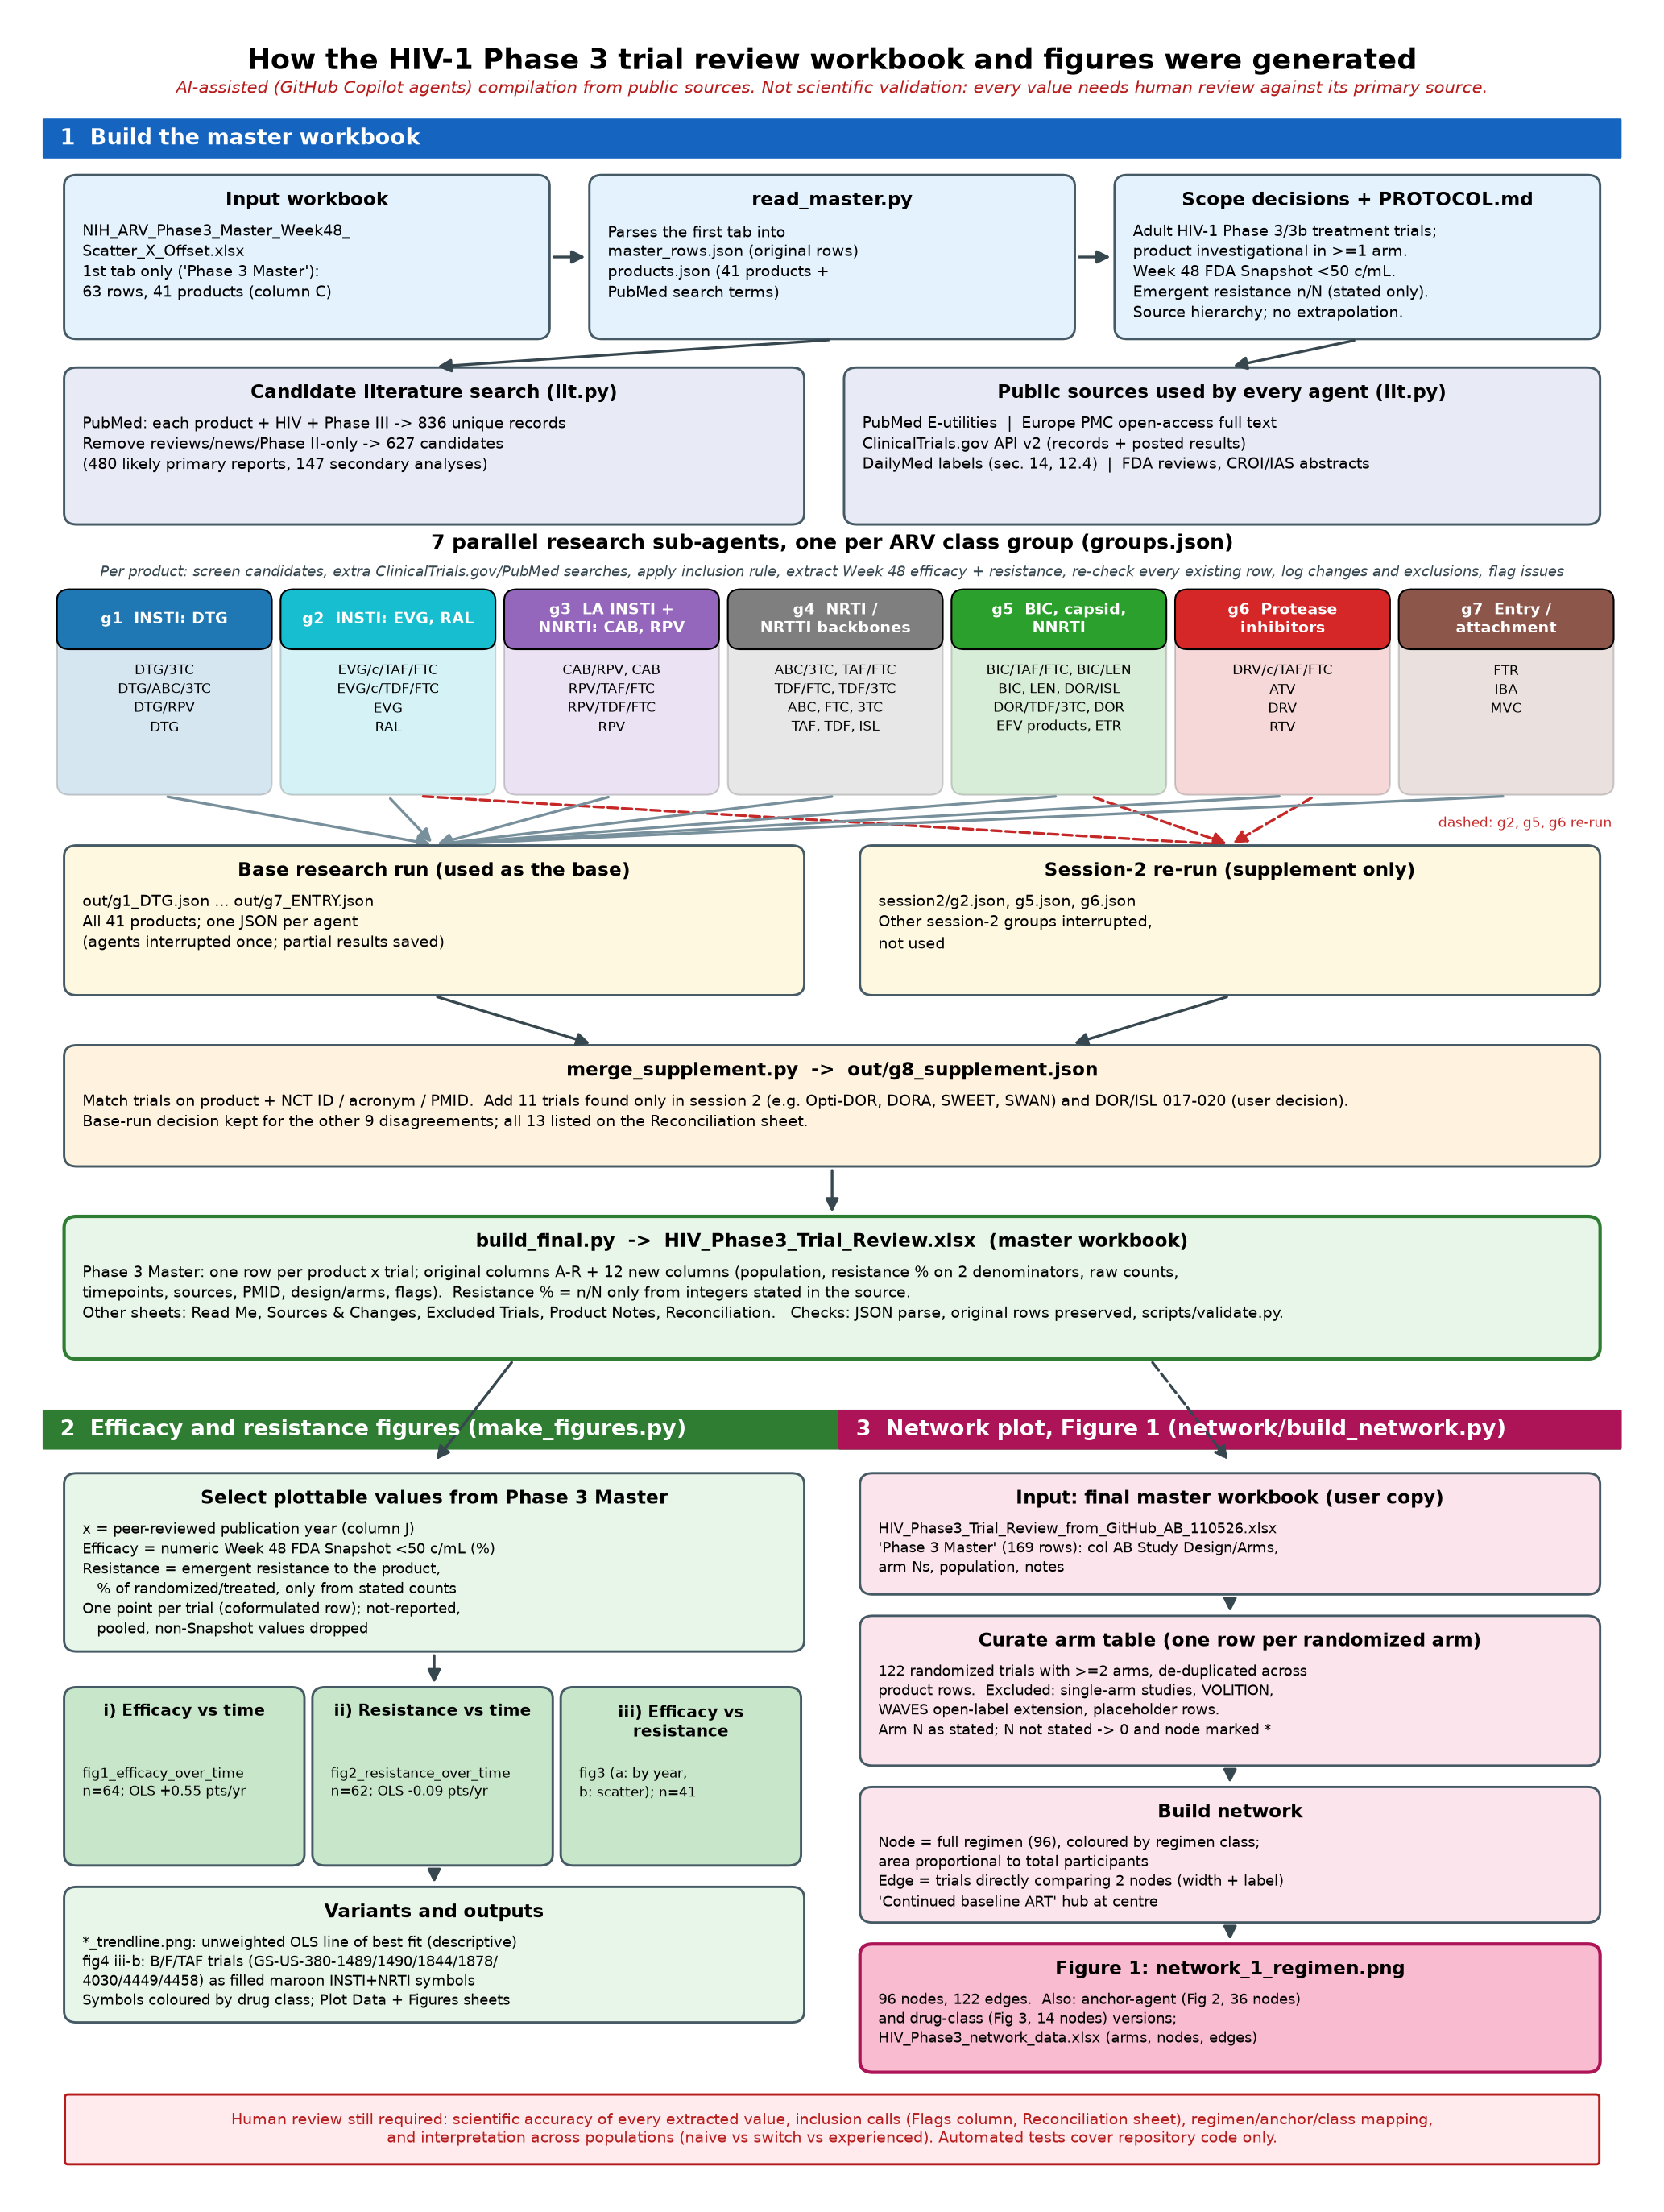 How the HIV-1 Phase 3 trial review workbook and figures were generated
AI-assisted (GitHub Copilot agents) compilation from public sources. Not scientific validation: every value needs human review against its primary source.
1  Build the master workbook
Input workbook
NIH_ARV_Phase3_Master_Week48_
Scatter_X_Offset.xlsx
1st tab only ('Phase 3 Master'):
63 rows, 41 products (column C)
read_master.py
Parses the first tab into
master_rows.json (original rows)
products.json (41 products +
PubMed search terms)
Scope decisions + PROTOCOL.md
Adult HIV-1 Phase 3/3b treatment trials;
product investigational in >=1 arm.
Week 48 FDA Snapshot <50 c/mL.
Emergent resistance n/N (stated only).
Source hierarchy; no extrapolation.
Candidate literature search (lit.py)
PubMed: each product + HIV + Phase III -> 836 unique records
Remove reviews/news/Phase II-only -> 627 candidates
(480 likely primary reports, 147 secondary analyses)
Public sources used by every agent (lit.py)
PubMed E-utilities  |  Europe PMC open-access full text
ClinicalTrials.gov API v2 (records + posted results)
DailyMed labels (sec. 14, 12.4)  |  FDA reviews, CROI/IAS abstracts
7 parallel research sub-agents, one per ARV class group (groups.json)
Per product: screen candidates, extra ClinicalTrials.gov/PubMed searches, apply inclusion rule, extract Week 48 efficacy + resistance, re-check every existing row, log changes and exclusions, flag issues
g1  INSTI: DTG
DTG/3TC
DTG/ABC/3TC
DTG/RPV
DTG
g2  INSTI: EVG, RAL
EVG/c/TAF/FTC
EVG/c/TDF/FTC
EVG
RAL
g3  LA INSTI +
NNRTI: CAB, RPV
CAB/RPV, CAB
RPV/TAF/FTC
RPV/TDF/FTC
RPV
g4  NRTI /
NRTTI backbones
ABC/3TC, TAF/FTC
TDF/FTC, TDF/3TC
ABC, FTC, 3TC
TAF, TDF, ISL
g5  BIC, capsid,
NNRTI
BIC/TAF/FTC, BIC/LEN
BIC, LEN, DOR/ISL
DOR/TDF/3TC, DOR
EFV products, ETR
g6  Protease
inhibitors
DRV/c/TAF/FTC
ATV
DRV
RTV
g7  Entry /
attachment
FTR
IBA
MVC
dashed: g2, g5, g6 re-run
Base research run (used as the base)
out/g1_DTG.json ... out/g7_ENTRY.json
All 41 products; one JSON per agent
(agents interrupted once; partial results saved)
Session-2 re-run (supplement only)
session2/g2.json, g5.json, g6.json
Other session-2 groups interrupted,
not used
merge_supplement.py  ->  out/g8_supplement.json
Match trials on product + NCT ID / acronym / PMID.  Add 11 trials found only in session 2 (e.g. Opti-DOR, DORA, SWEET, SWAN) and DOR/ISL 017-020 (user decision).
Base-run decision kept for the other 9 disagreements; all 13 listed on the Reconciliation sheet.
build_final.py  ->  HIV_Phase3_Trial_Review.xlsx  (master workbook)
Phase 3 Master: one row per product x trial; original columns A-R + 12 new columns (population, resistance % on 2 denominators, raw counts,
timepoints, sources, PMID, design/arms, flags).  Resistance % = n/N only from integers stated in the source.
Other sheets: Read Me, Sources & Changes, Excluded Trials, Product Notes, Reconciliation.   Checks: JSON parse, original rows preserved, scripts/validate.py.
2  Efficacy and resistance figures (make_figures.py)
Select plottable values from Phase 3 Master
x = peer-reviewed publication year (column J)
Efficacy = numeric Week 48 FDA Snapshot <50 c/mL (%)
Resistance = emergent resistance to the product,
% of randomized/treated, only from stated counts
One point per trial (coformulated row); not-reported,
pooled, non-Snapshot values dropped
i) Efficacy vs time
fig1_efficacy_over_time
n=64; OLS +0.55 pts/yr
ii) Resistance vs time
fig2_resistance_over_time
n=62; OLS -0.09 pts/yr
iii) Efficacy vs
resistance
fig3 (a: by year,
b: scatter); n=41
Variants and outputs
*_trendline.png: unweighted OLS line of best fit (descriptive)
fig4 iii-b: B/F/TAF trials (GS-US-380-1489/1490/1844/1878/
4030/4449/4458) as filled maroon INSTI+NRTI symbols
Symbols coloured by drug class; Plot Data + Figures sheets
3  Network plot, Figure 1 (network/build_network.py)
Input: final master workbook (user copy)
HIV_Phase3_Trial_Review_from_GitHub_AB_110526.xlsx
'Phase 3 Master' (169 rows): col AB Study Design/Arms,
arm Ns, population, notes
Curate arm table (one row per randomized arm)
122 randomized trials with >=2 arms, de-duplicated across
product rows.  Excluded: single-arm studies, VOLITION,
WAVES open-label extension, placeholder rows.
Arm N as stated; N not stated -> 0 and node marked *
Build network
Node = full regimen (96), coloured by regimen class;
area proportional to total participants
Edge = trials directly comparing 2 nodes (width + label)
'Continued baseline ART' hub at centre
Figure 1: network_1_regimen.png
96 nodes, 122 edges.  Also: anchor-agent (Fig 2, 36 nodes)
and drug-class (Fig 3, 14 nodes) versions;
HIV_Phase3_network_data.xlsx (arms, nodes, edges)
Human review still required: scientific accuracy of every extracted value, inclusion calls (Flags column, Reconciliation sheet), regimen/anchor/class mapping,
and interpretation across populations (naive vs switch vs experienced). Automated tests cover repository code only.